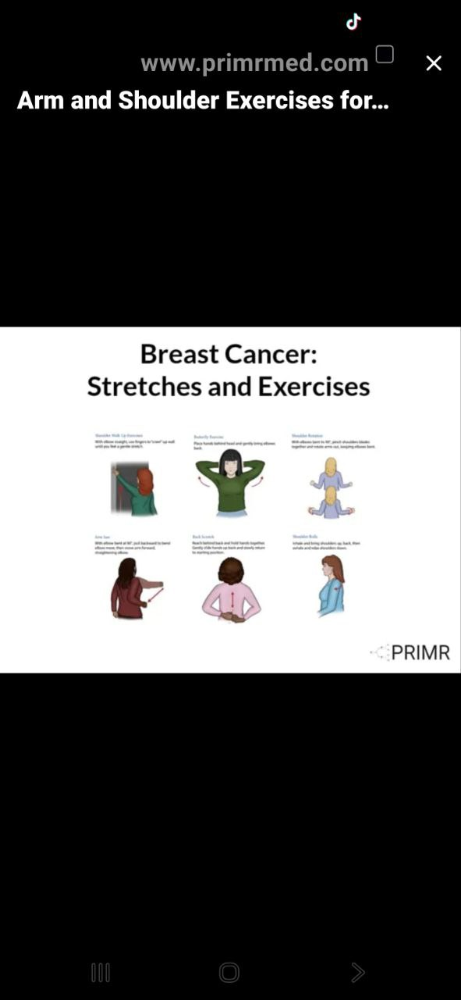 www.primrmed.com
Arm and Shoulder Exercises for...
Breast Cancer:
Stretches and Exercises
Shoulder Walk Up Exercises
With elbow straight, use fingers to "crawl" up wall
until you feel a gentle stretch.
Butterfly Exercise
Place hands behind head and gently bring elbows
back.
Shoulder Rotation
With elbows bent to 90°, pinch shoulders blades
together and rotate arms out, keeping elbows bent.
With elbow bent at 90°, pull backward to bend
elbow more, then move arm forward,
straightening elbow.
Back Scratch
Reach behind back and hold hands together.
Gently slide hands up back and slowly return
to starting position.
Shoulder Rolls
Inhale and bring shoulders up, back, then
exhale and relax shoulders down.
PRIMR